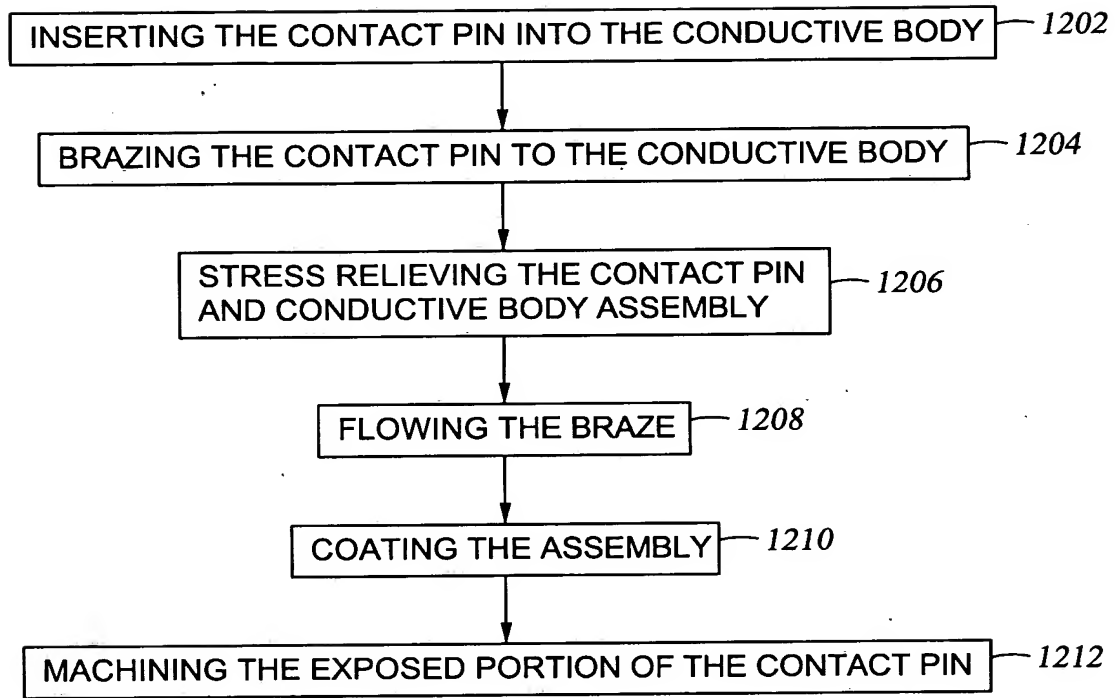 INSERTING THE CONTACT PIN INTO THE CONDUCTIVE BODY 1202
BRAZING THE CONTACT PIN TO THE CONDUCTIVE BODY 1204
STRESS RELIEVING THE CONTACT PIN
AND CONDUCTIVE BODY ASSEMBLY 1206
FLOWING THE BRAZE 1208
COATING THE ASSEMBLY 1210
MACHINING THE EXPOSED PORTION OF THE CONTACT PIN 1212